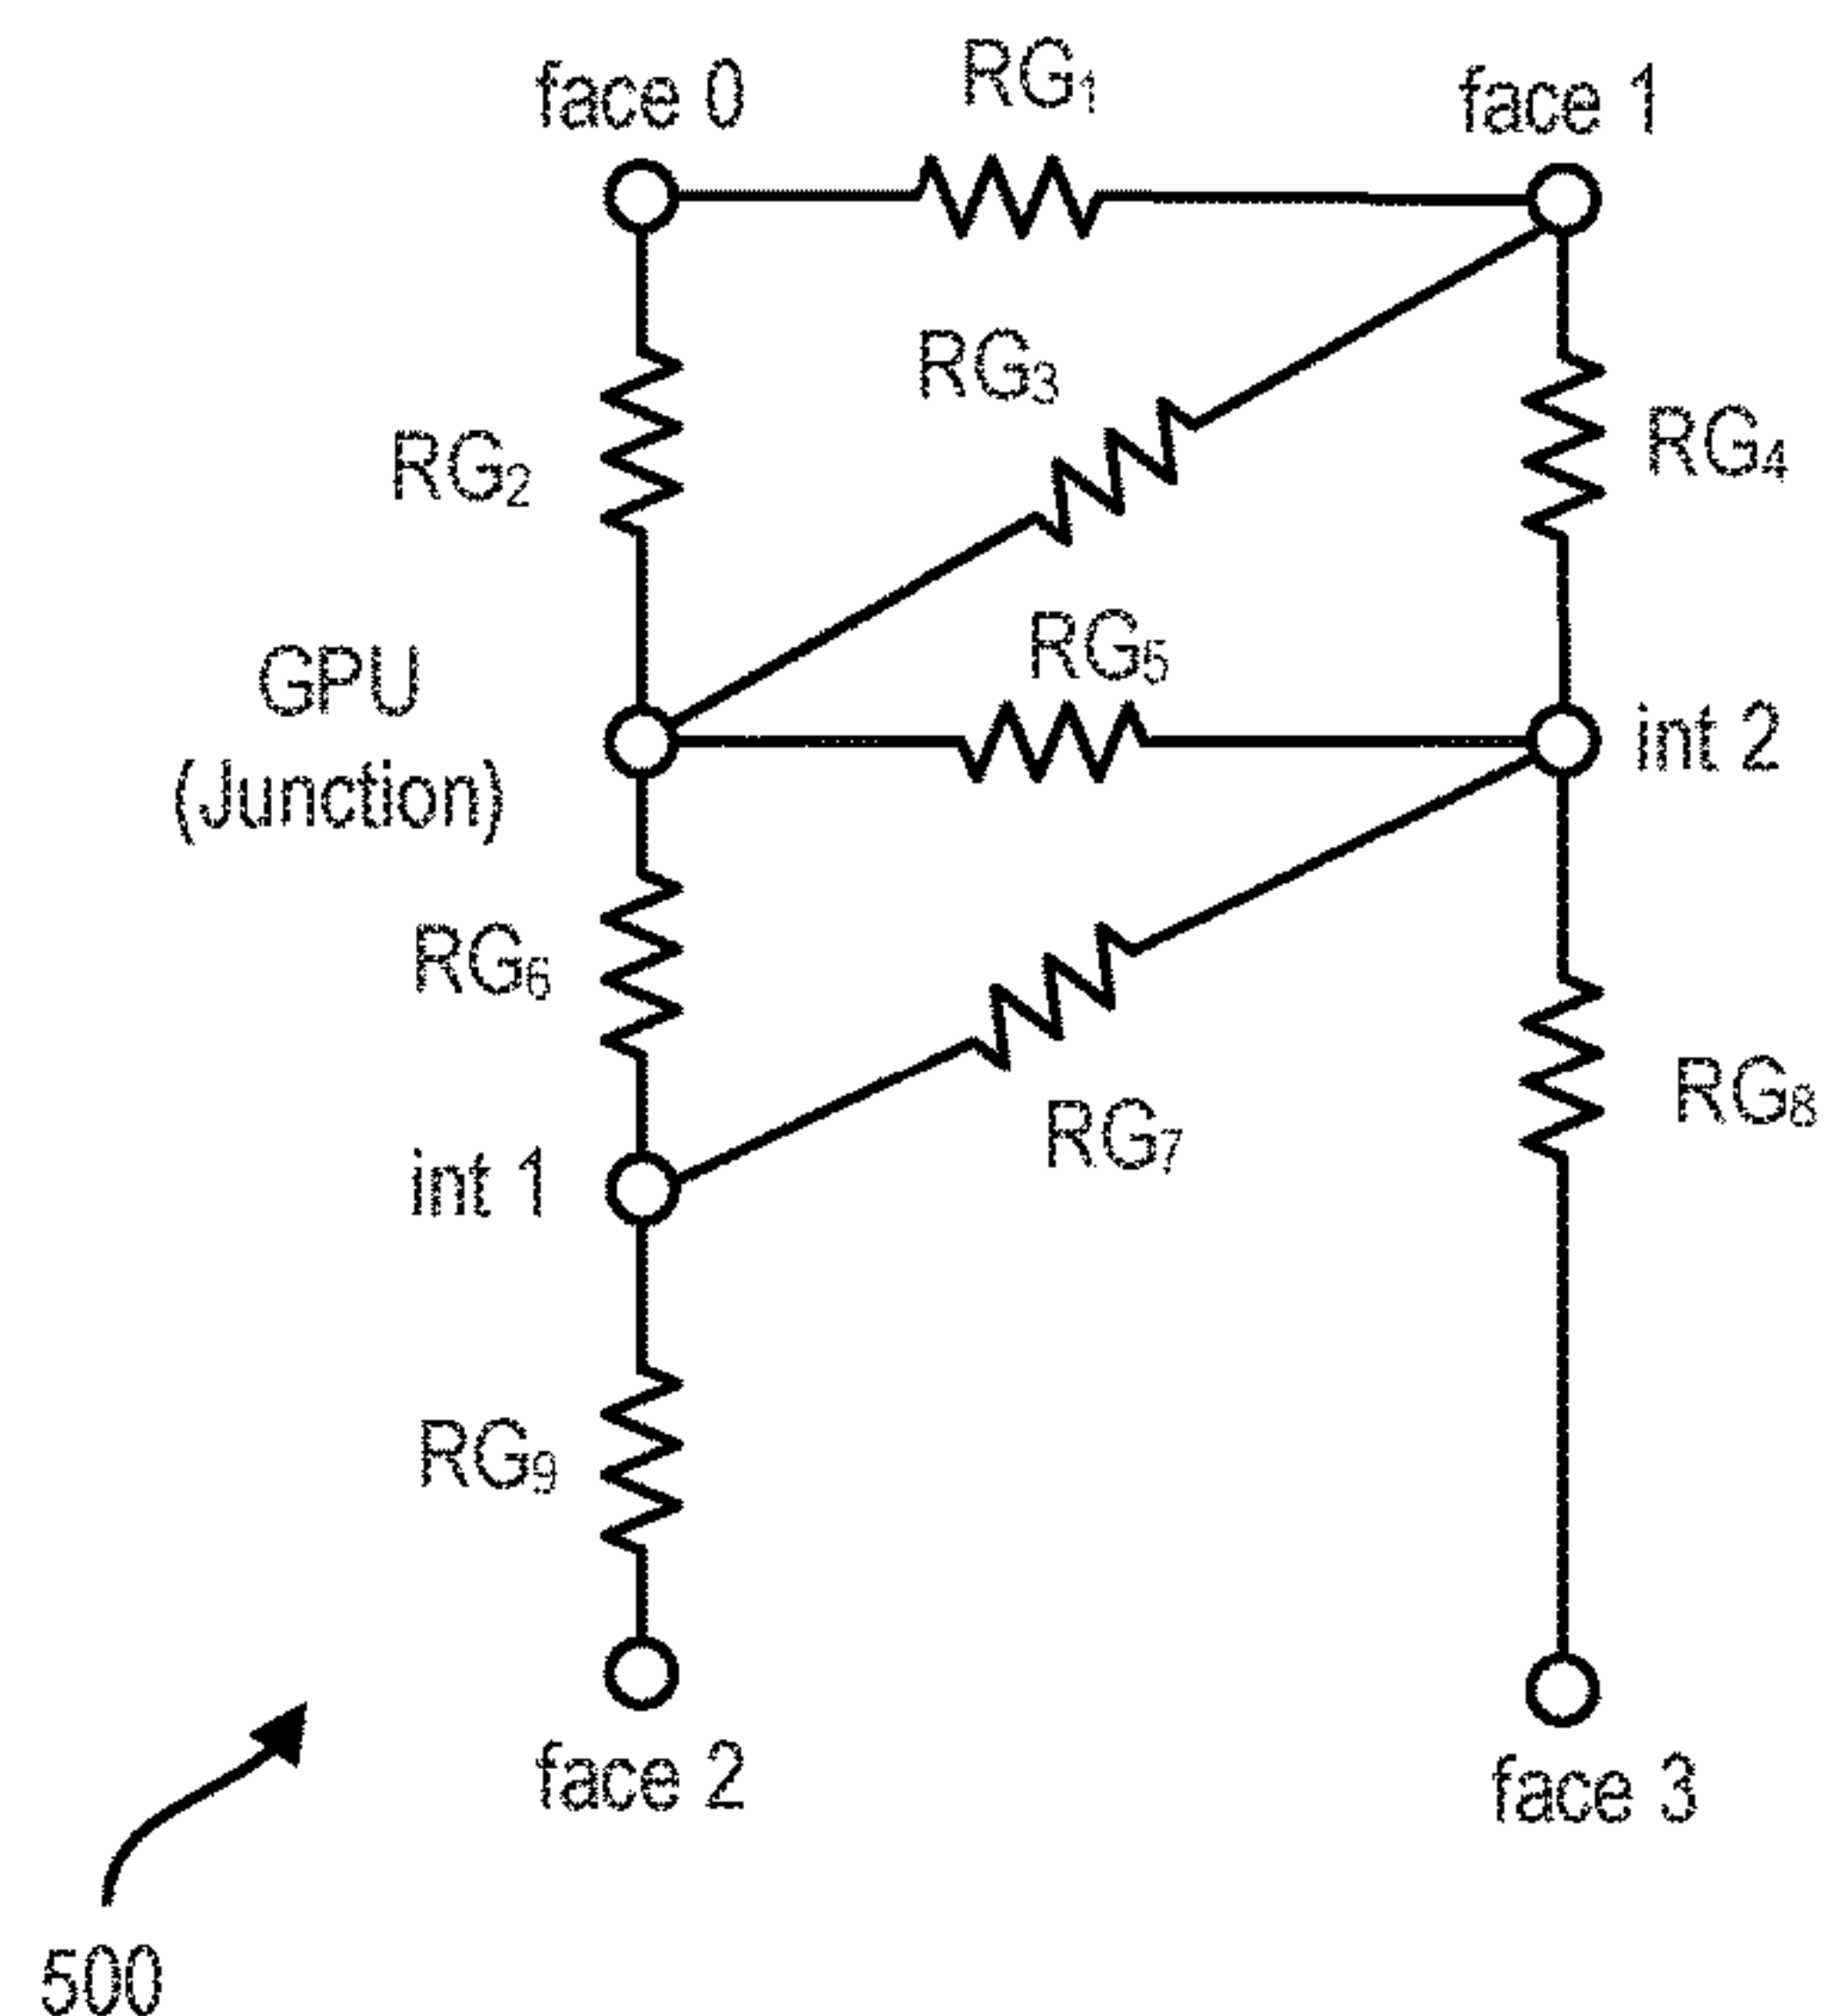 face 0
RG₁
face 1
RG₃
RG₂
RG₄
GPU
(Junction)
RG₅
int 2
RG₆
RG₇
RG₈
int 1
RG₉
face 2
face 3
500